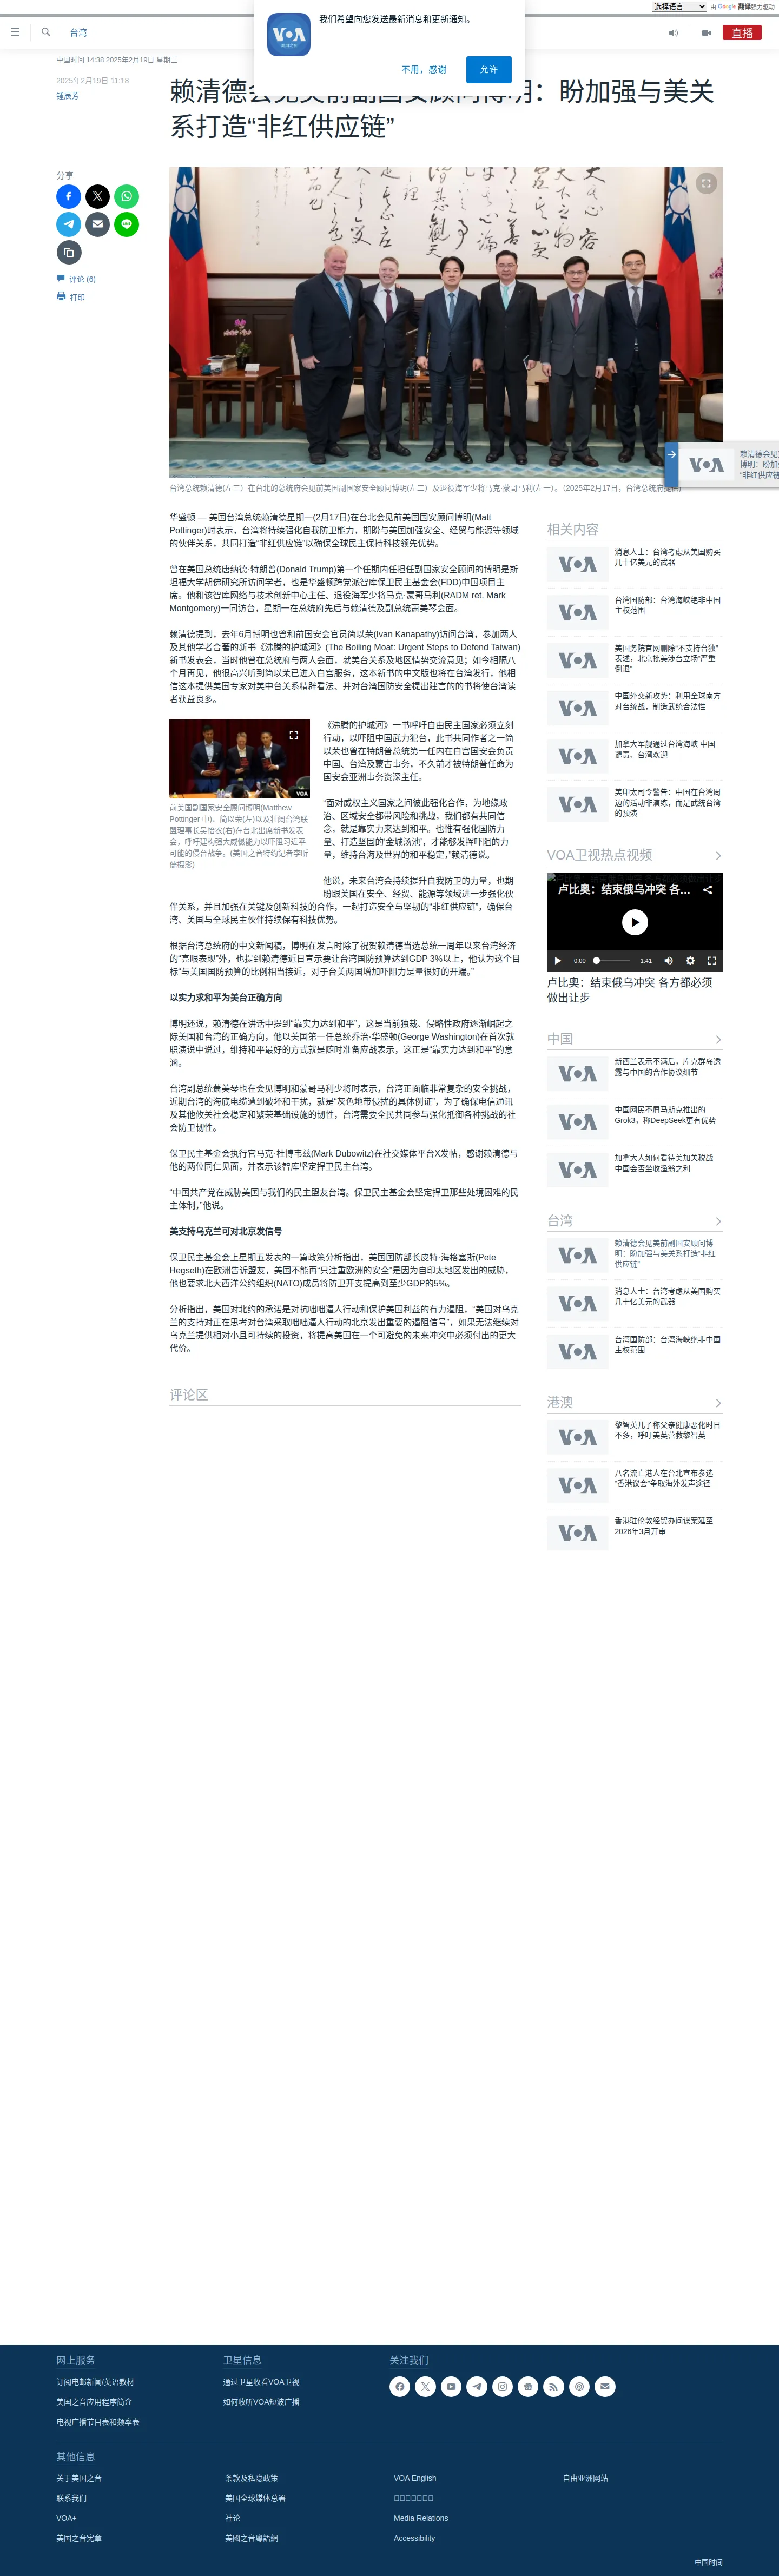 选择语言 由 Google 翻译强力驱动
我们希望向您发送最新消息和更新通知。
不用，感谢
允许
台湾
直播
中国时间 14:38 2025年2月19日 星期三
2025年2月19日 11:18
锺辰芳
系打造“非红供应链”
分享
评论 (6)
打印
台湾总统赖清德(左三）在台北的总统府会见前美国副国家安全顾问博明(左二）及退役海军少将马克·蒙哥马利(左一)。（2025年2月17日，台湾总统府提供）
华盛顿 — 美国台湾总统赖清德星期一(2月17日)在台北会见前美国国安顾问博明(Matt
Pottinger)时表示，台湾将持续强化自我防卫能力，期盼与美国加强安全、经贸与能源等领域
的伙伴关系，共同打造“非红供应链”以确保全球民主保持科技领先优势。
曾在美国总统唐纳德·特朗普(Donald Trump)第一个任期内任担任副国家安全顾问的博明是斯
坦福大学胡佛研究所访问学者，也是华盛顿跨党派智库保卫民主基金会(FDD)中国项目主
席。他和该智库网络与技术创新中心主任、退役海军少将马克·蒙哥马利(RADM ret. Mark
Montgomery)一同访台，星期一在总统府先后与赖清德及副总统萧美琴会面。
赖清德提到，去年6月博明也曾和前国安会官员简以荣(Ivan Kanapathy)访问台湾，参加两人
及其他学者合著的新书《沸腾的护城河》(The Boiling Moat: Urgent Steps to Defend Taiwan)
新书发表会，当时他曾在总统府与两人会面，就美台关系及地区情势交流意见；如今相隔八
个月再见，他很高兴听到简以荣已进入白宫服务，这本新书的中文版也将在台湾发行，他相
信这本提供美国专家对美中台关系精辟看法、并对台湾国防安全提出建言的的书将使台湾读
者获益良多。
VOA
前美国副国家安全顾问博明(Matthew
Pottinger 中)、简以荣(左)以及壮阔台湾联
盟理事长吴怡农(右)在台北出席新书发表
会，呼吁建构强大威慑能力以吓阻习近平
可能的侵台战争。(美国之音特约记者李昕
儒摄影)
《沸腾的护城河》一书呼吁自由民主国家必须立刻
行动，以吓阻中国武力犯台，此书共同作者之一简
以荣也曾在特朗普总统第一任内在白宫国安会负责
中国、台湾及蒙古事务，不久前才被特朗普任命为
国安会亚洲事务资深主任。
“面对威权主义国家之间彼此强化合作，为地缘政
治、区域安全都带风险和挑战，我们都有共同信
念，就是靠实力来达到和平。也惟有强化国防力
量、打造坚固的‘金城汤池’，才能够发挥吓阻的力
量，维持台海及世界的和平稳定，”赖清德说。
他说，未来台湾会持续提升自我防卫的力量，也期
盼跟美国在安全、经贸、能源等领域进一步强化伙
伴关系，并且加强在关键及创新科技的合作，一起打造安全与坚韧的“非红供应链”，确保台
湾、美国与全球民主伙伴持续保有科技优势。
根据台湾总统府的中文新闻稿，博明在发言时除了祝贺赖清德当选总统一周年以来台湾经济
的“亮眼表现”外，也提到赖清德近日宣示要让台湾国防预算达到GDP 3%以上，他认为这个目
标“与美国国防预算的比例相当接近，对于台美两国增加吓阻力是量很好的开端。”
以实力求和平为美台正确方向
博明还说，赖清德在讲话中提到“靠实力达到和平”，这是当前独裁、侵略性政府逐渐崛起之
际美国和台湾的正确方向，他以美国第一任总统乔治·华盛顿(George Washington)在首次就
职演说中说过，维持和平最好的方式就是随时准备应战表示，这正是“靠实力达到和平”的意
涵。
台湾副总统萧美琴也在会见博明和蒙哥马利少将时表示，台湾正面临非常复杂的安全挑战，
近期台湾的海底电缆遭到破坏和干扰，就是“灰色地带侵扰的具体例证”，为了确保电信通讯
及其他攸关社会稳定和繁荣基础设施的韧性，台湾需要全民共同参与强化抵御各种挑战的社
会防卫韧性。
保卫民主基金会执行官马克·杜博韦兹(Mark Dubowitz)在社交媒体平台X发帖，感谢赖清德与
他的两位同仁见面，并表示该智库坚定捍卫民主台湾。
“中国共产党在威胁美国与我们的民主盟友台湾。保卫民主基金会坚定捍卫那些处境困难的民
主体制，”他说。
美支持乌克兰可对北京发信号
保卫民主基金会上星期五发表的一篇政策分析指出，美国国防部长皮特·海格塞斯(Pete
Hegseth)在欧洲告诉盟友，美国不能再“只注重欧洲的安全”是因为自印太地区发出的威胁，
他也要求北大西洋公约组织(NATO)成员将防卫开支提高到至少GDP的5%。
分析指出，美国对北约的承诺是对抗咄咄逼人行动和保护美国利益的有力遏阻，“美国对乌克
兰的支持对正在思考对台湾采取咄咄逼人行动的北京发出重要的遏阻信号”，如果无法继续对
乌克兰提供相对小且可持续的投资，将提高美国在一个可避免的未来冲突中必须付出的更大
代价。
评论区
相关内容
消息人士：台湾考虑从美国购买
几十亿美元的武器
台湾国防部：台湾海峡绝非中国
主权范围
美国务院官网删除“不支持台独”
表述，北京批美涉台立场“严重
倒退”
中国外交新攻势：利用全球南方
对台统战，制造武统合法性
加拿大军舰通过台湾海峡 中国
谴责、台湾欢迎
美印太司令警告：中国在台湾周
边的活动非演练，而是武统台湾
的预演
VOA卫视热点视频
卢比奥：结束俄乌冲突 各...
0:00 1:41
卢比奥：结束俄乌冲突 各方都必须
做出让步
中国
新西兰表示不满后，库克群岛透
露与中国的合作协议细节
中国网民不屑马斯克推出的
Grok3，称DeepSeek更有优势
加拿大人如何看待美加关税战
中国会否坐收渔翁之利
台湾
赖清德会见美前副国安顾问博
明：盼加强与美关系打造“非红
供应链”
消息人士：台湾考虑从美国购买
几十亿美元的武器
台湾国防部：台湾海峡绝非中国
主权范围
港澳
黎智英儿子称父亲健康恶化时日
不多，呼吁美英营救黎智英
八名流亡港人在台北宣布参选
“香港议会”争取海外发声途径
香港驻伦敦经贸办间谍案延至
2026年3月开审
网上服务
订阅电邮新闻/英语教材
美国之音应用程序简介
电视广播节目表和频率表
卫星信息
通过卫星收看VOA卫视
如何收听VOA短波广播
关注我们
其他信息
关于美国之音
联系我们
VOA+
美国之音宪章
条款及私隐政策
美国全球媒体总署
社论
美國之音粵語網
VOA English
Media Relations
Accessibility
自由亚洲网站
中国时间